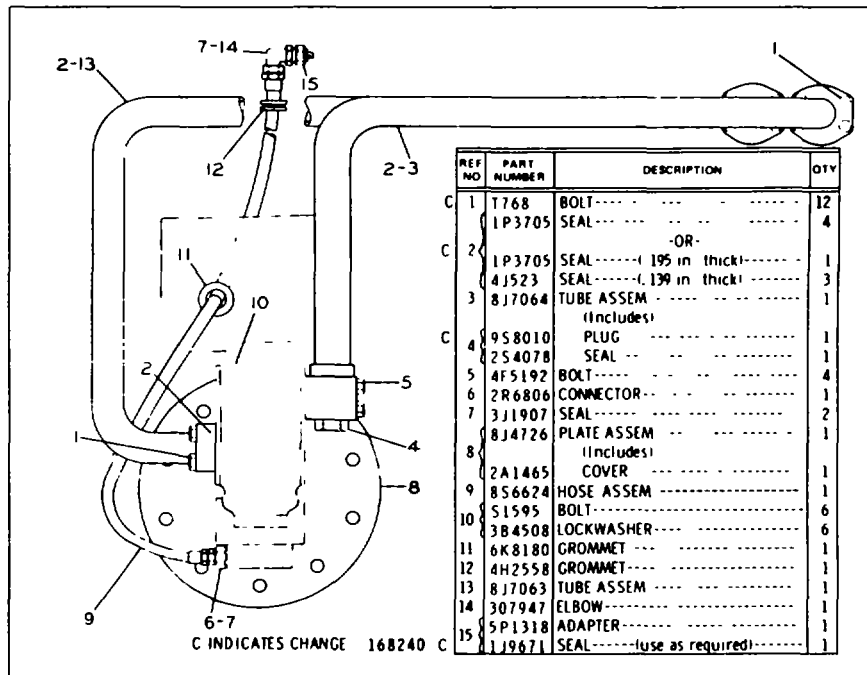 7-14
15
2-13
1
12
2-3
REF NO PART NUMBER DESCRIPTION QTY
C 1 T768 BOLT 12
C 2 1P3705 SEAL 4
-OR-
1P3705 SEAL (.195 in thick) 1
4J523 SEAL (.139 in thick) 3
3 8J7064 TUBE ASSEM 1
(Includes)
C 4 9S8010 PLUG 1
2S4078 SEAL 1
5 4F5192 BOLT 4
6 2R6806 CONNECTOR 1
7 3J1907 SEAL 2
8 8J4726 PLATE ASSEM 1
(Includes)
2A1465 COVER 1
9 8S6624 HOSE ASSEM 1
10 S1595 BOLT 6
3B4508 LOCKWASHER 6
11 6K8180 GROMMET 1
12 4H2558 GROMMET 1
13 8J7063 TUBE ASSEM 1
14 307947 ELBOW 1
C 15 5P1318 ADAPTER 1
1J9671 SEAL (use as required) 1
11
10
2
5
1
4
8
9
6-7
C INDICATES CHANGE 168240